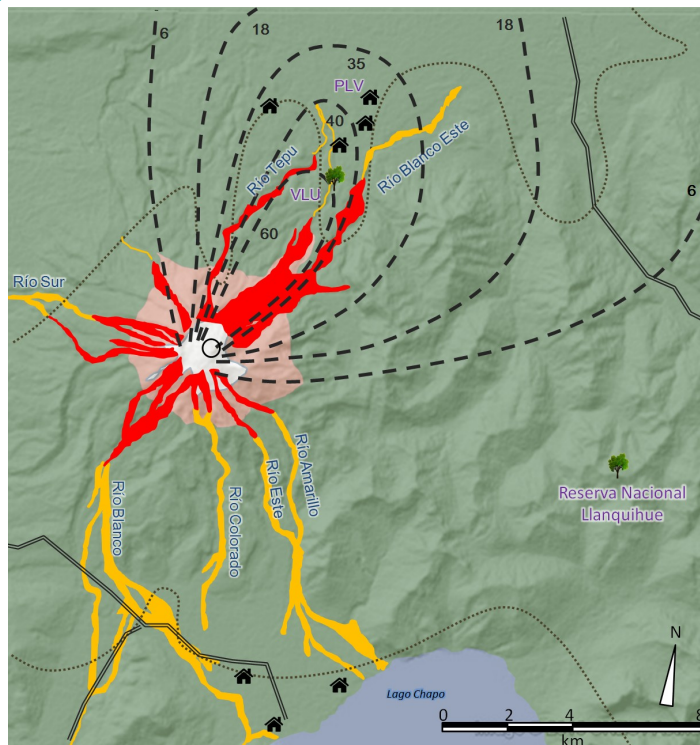 6
18
18
35
PLV
40
Río Tepu
Río Blanco Este
VLU
6
60
Río Sur
Río Amarillo
Río Este
Río Blanco
Río Colorado
Reserva Nacional
Llanquihue
N
Lago Chapo
0 2 4 8
km